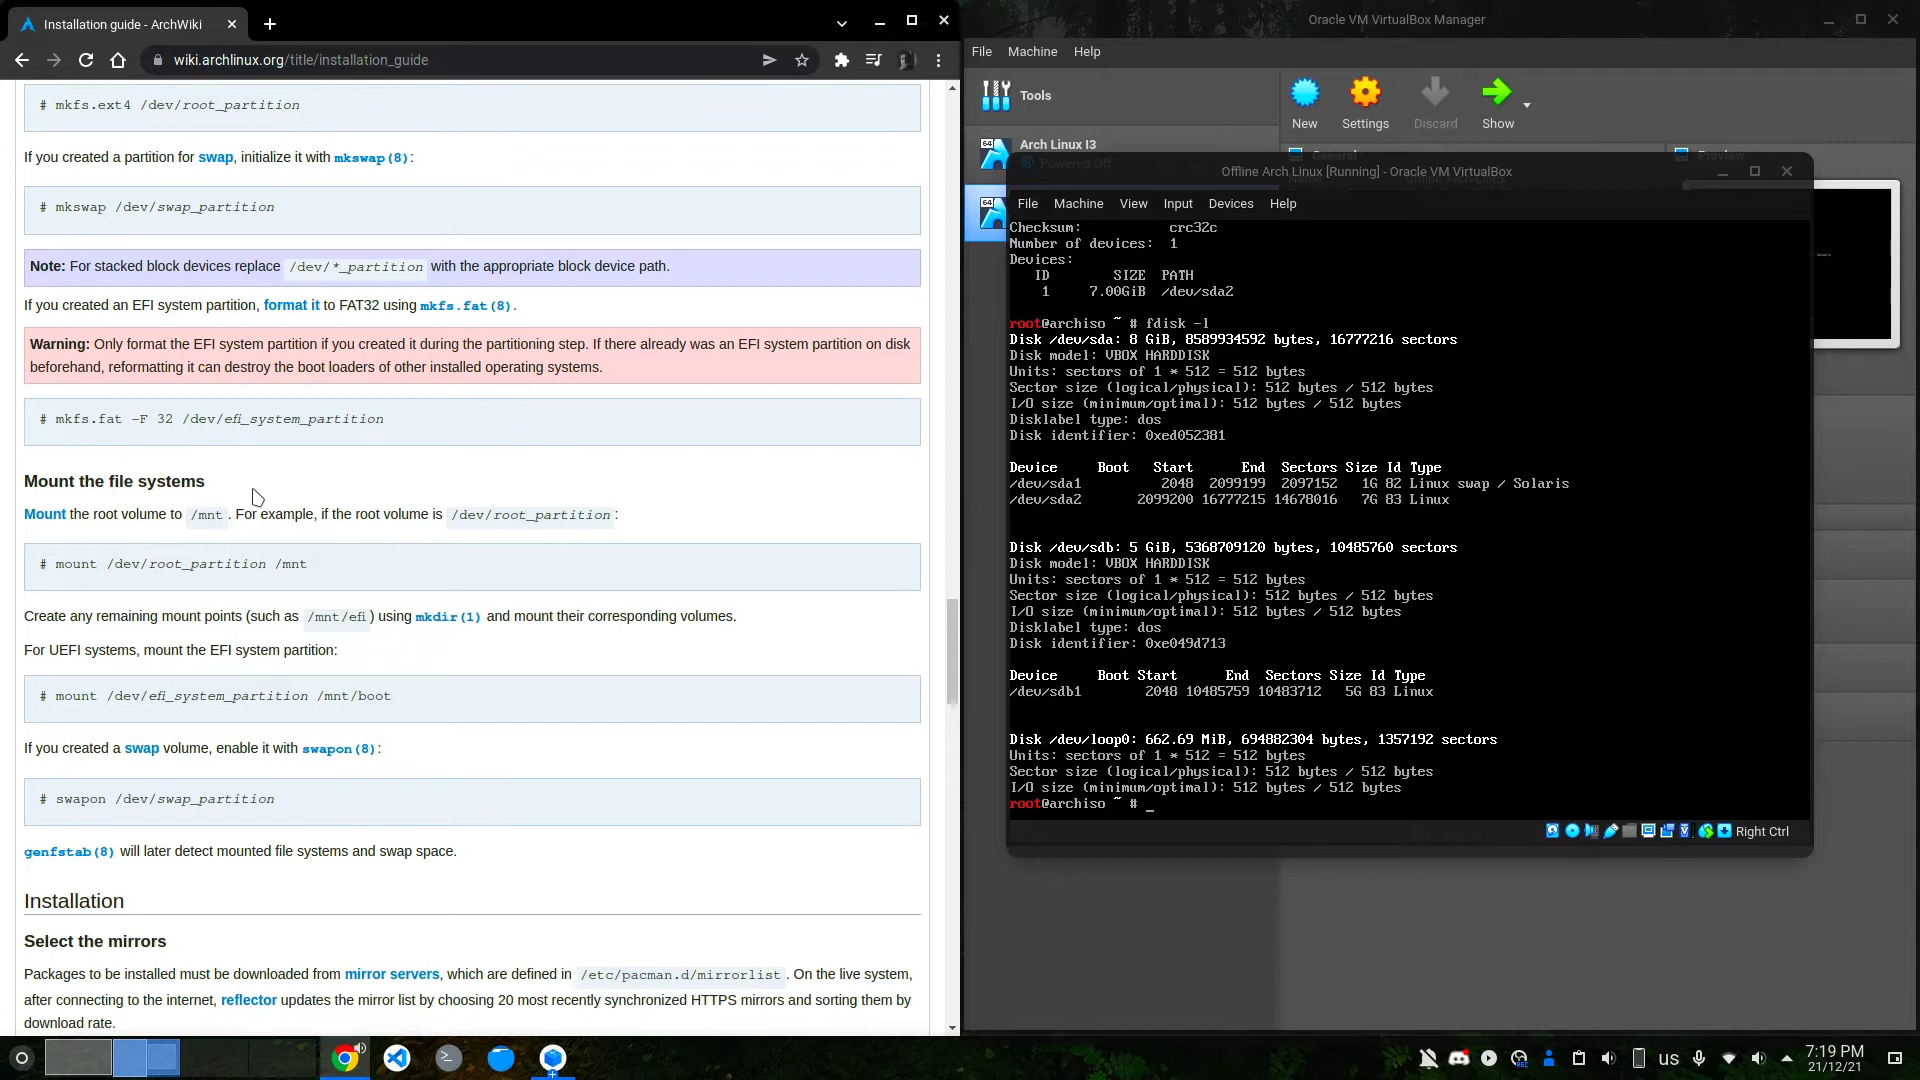 Installation guide - ArchWiki
wiki.archlinux.org/title/installation_guide
# mkfs.ext4 /dev/root_partition
If you created a partition for swap, initialize it with mkswap(8):
# mkswap /dev/swap_partition
Note: For stacked block devices replace /dev/*_partition with the appropriate block device path.
If you created an EFI system partition, format it to FAT32 using mkfs.fat(8).
Warning: Only format the EFI system partition if you created it during the partitioning step. If there already was an EFI system partition on disk
beforehand, reformatting it can destroy the boot loaders of other installed operating systems.
# mkfs.fat -F 32 /dev/efi_system_partition
Mount the file systems
Mount the root volume to /mnt. For example, if the root volume is /dev/root_partition:
# mount /dev/root_partition /mnt
Create any remaining mount points (such as /mnt/efi) using mkdir(1) and mount their corresponding volumes.
For UEFI systems, mount the EFI system partition:
# mount /dev/efi_system_partition /mnt/boot
If you created a swap volume, enable it with swapon(8):
# swapon /dev/swap_partition
genfstab(8) will later detect mounted file systems and swap space.
Installation
Select the mirrors
Packages to be installed must be downloaded from mirror servers, which are defined in /etc/pacman.d/mirrorlist. On the live system,
after connecting to the internet, reflector updates the mirror list by choosing 20 most recently synchronized HTTPS mirrors and sorting them by
download rate.
Oracle VM VirtualBox Manager
File Machine Help
Tools
New Settings Discard Show
64 Arch Linux I3
Powered Off
General
Preview
64
Offline Arch Linux [Running] - Oracle VM VirtualBox
File Machine View Input Devices Help
Checksum: crc32c
Number of devices: 1
Devices:
ID SIZE PATH
1 7.00GiB /dev/sda2
root@archiso ~ # fdisk -l
Disk /dev/sda: 8 GiB, 8589934592 bytes, 16777216 sectors
Disk model: VBOX HARDDISK
Units: sectors of 1 * 512 = 512 bytes
Sector size (logical/physical): 512 bytes / 512 bytes
I/O size (minimum/optimal): 512 bytes / 512 bytes
Disklabel type: dos
Disk identifier: 0xed052381
Device Boot Start End Sectors Size Id Type
/dev/sda1 2048 2099199 2097152 1G 82 Linux swap / Solaris
/dev/sda2 2099200 16777215 14678016 7G 83 Linux
Disk /dev/sdb: 5 GiB, 5368709120 bytes, 10485760 sectors
Disk model: VBOX HARDDISK
Units: sectors of 1 * 512 = 512 bytes
Sector size (logical/physical): 512 bytes / 512 bytes
I/O size (minimum/optimal): 512 bytes / 512 bytes
Disklabel type: dos
Disk identifier: 0xe049d713
Device Boot Start End Sectors Size Id Type
/dev/sdb1 2048 10485759 10483712 5G 83 Linux
Disk /dev/loop0: 662.69 MiB, 694882304 bytes, 1357192 sectors
Units: sectors of 1 * 512 = 512 bytes
Sector size (logical/physical): 512 bytes / 512 bytes
I/O size (minimum/optimal): 512 bytes / 512 bytes
root@archiso ~ # _
Right Ctrl
us
7:19 PM
21/12/21